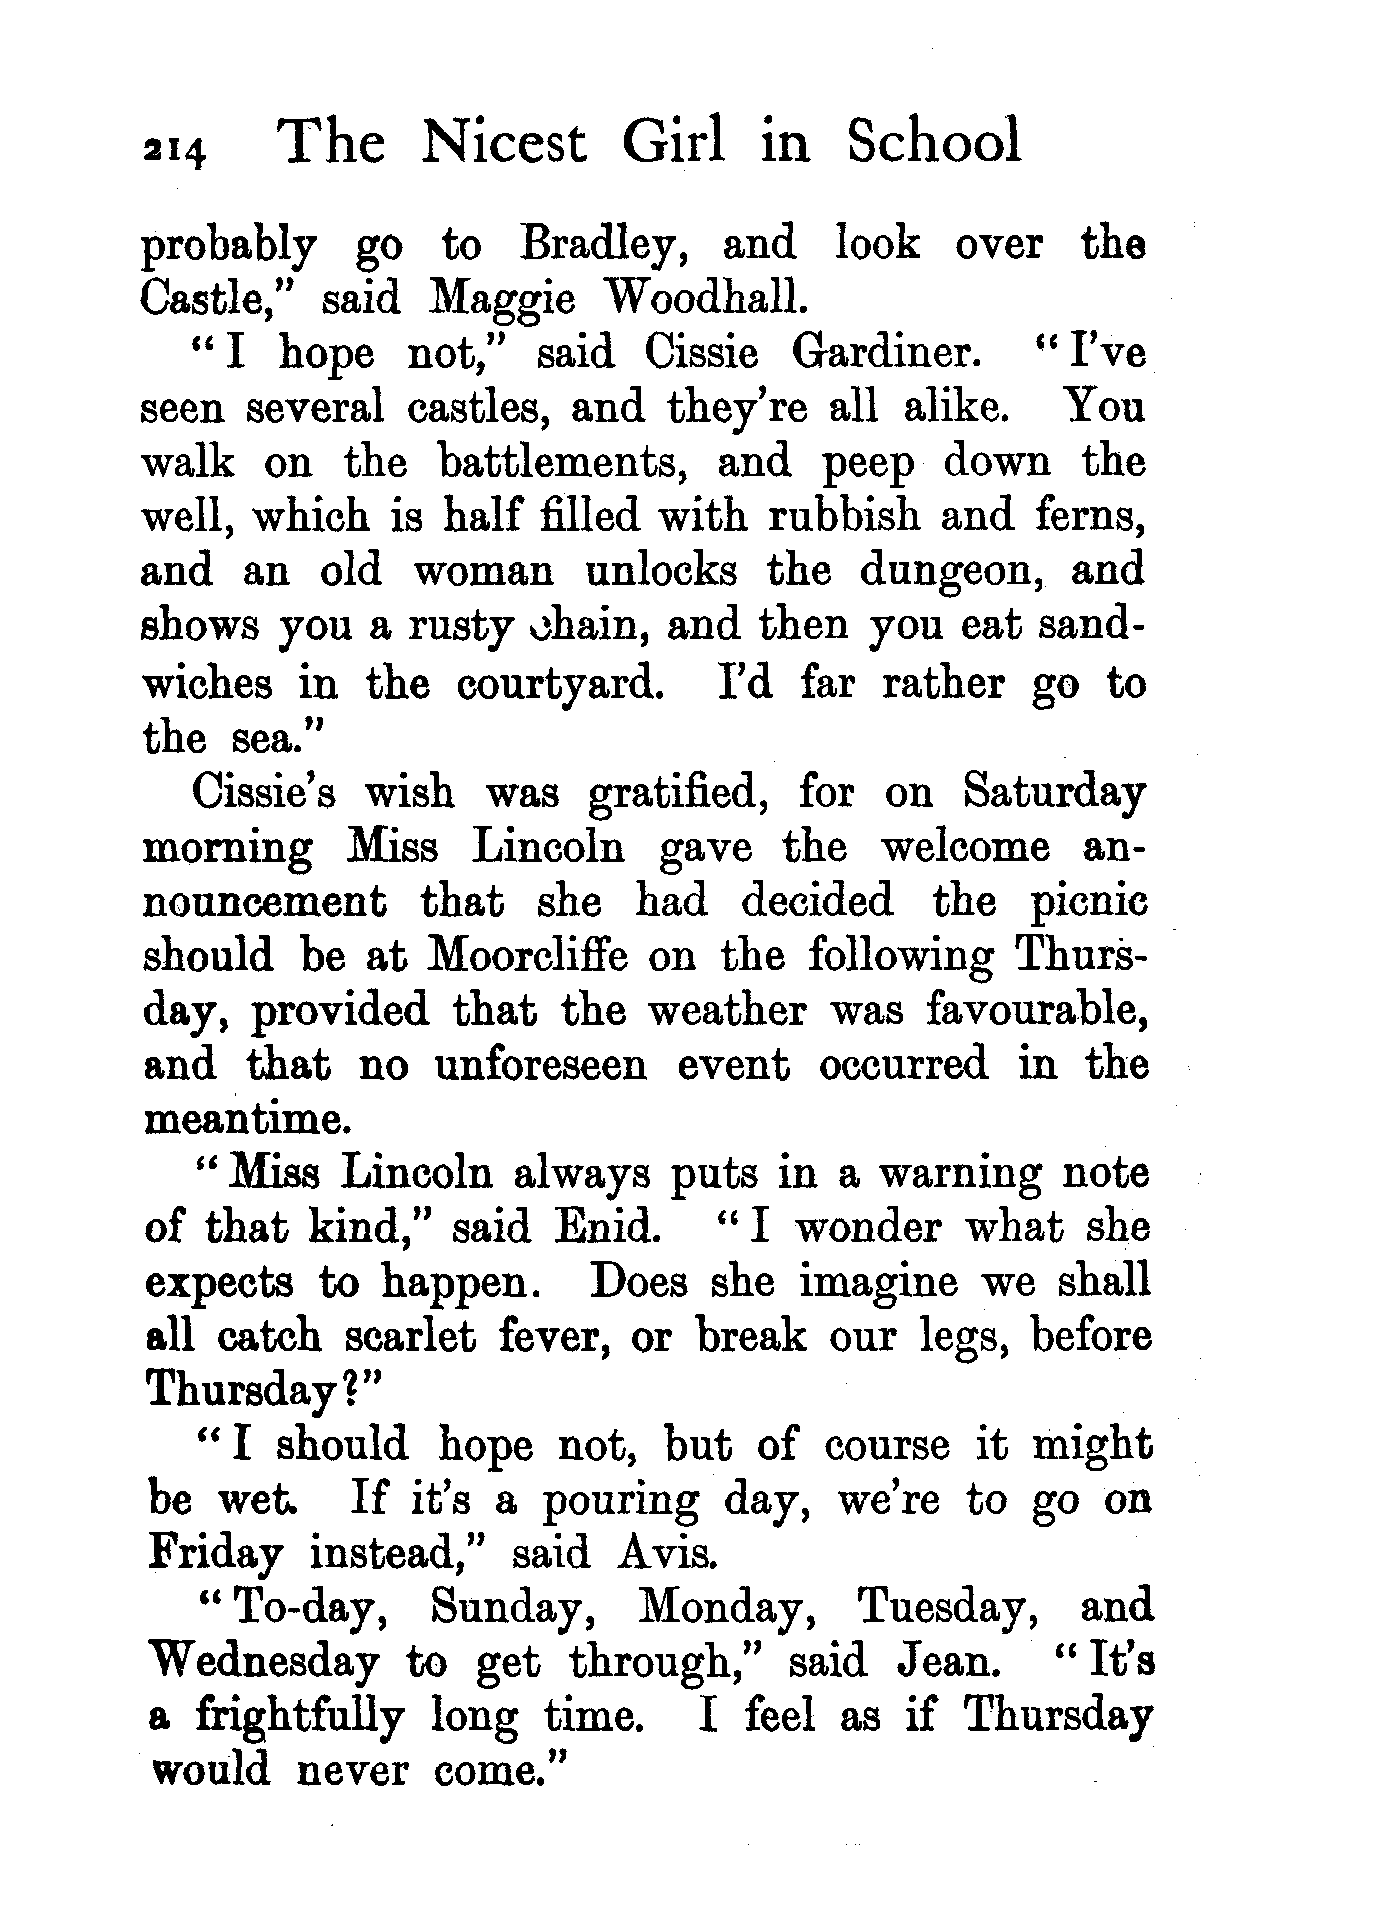 214 The Nicest Girl in School
probably go to Bradley, and look over the
Castle,” said Maggie Woodhall.
“I hope not,” said Cissie Gardiner. “I’ve
seen several castles, and they’re all alike. You
walk on the battlements, and peep down the
well, which is half filled with rubbish and ferns,
and an old woman unlocks the dungeon, and
shows you a rusty chain, and then you eat sand-
wiches in the courtyard. I’d far rather go to
the sea.”
Cissie’s wish was gratified, for on Saturday
morning Miss Lincoln gave the welcome an-
nouncement that she had decided the picnic
should be at Moorcliffe on the following Thurs-
day, provided that the weather was favourable,
and that no unforeseen event occurred in the
meantime.
“Miss Lincoln always puts in a warning note
of that kind,” said Enid. “I wonder what she
expects to happen. Does she imagine we shall
all catch scarlet fever, or break our legs, before
Thursday?”
“I should hope not, but of course it might
be wet. If it’s a pouring day, we’re to go on
Friday instead,” said Avis.
“To-day, Sunday, Monday, Tuesday, and
Wednesday to get through,” said Jean. “It’s
a frightfully long time. I feel as if Thursday
would never come.”